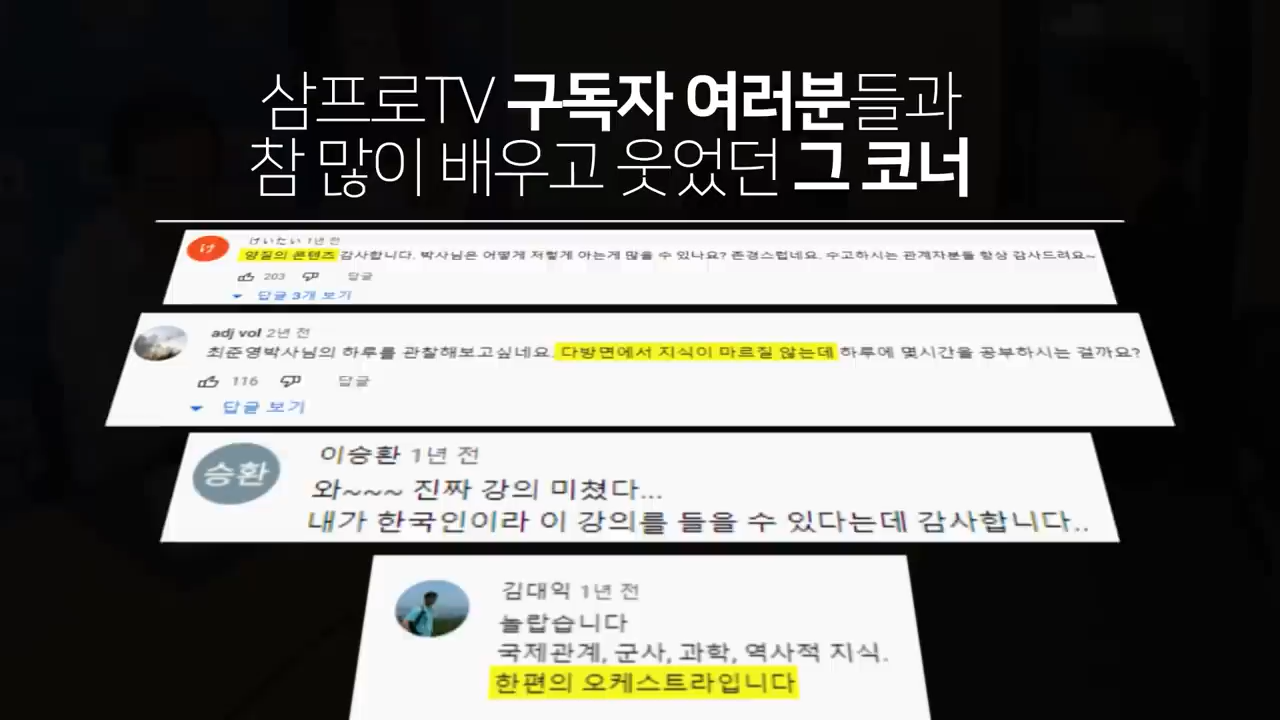 삼프로TV 구독자 여러분들과
참 많이 배우고 웃었던 그 코너
け
けいたい 1년 전
양질의 콘텐츠 감사합니다. 박사님은 어떻게 저렇게 아는게 많을 수 있나요? 존경스럽네요. 수고하시는 관계자분들 항상 감사드려요~
203 답글
답글 3개 보기
adj vol 2년 전
최준영박사님의 하루를 관찰해보고싶네요. 다방면에서 지식이 마르질 않는데 하루에 몇시간을 공부하시는 걸까요?
116 답글
답글 보기
승환
이승환 1년 전
와~~~ 진짜 강의 미쳤다...
내가 한국인이라 이 강의를 들을 수 있다는데 감사합니다..
김대익 1년 전
놀랍습니다
국제관계, 군사, 과학, 역사적 지식.
한편의 오케스트라입니다